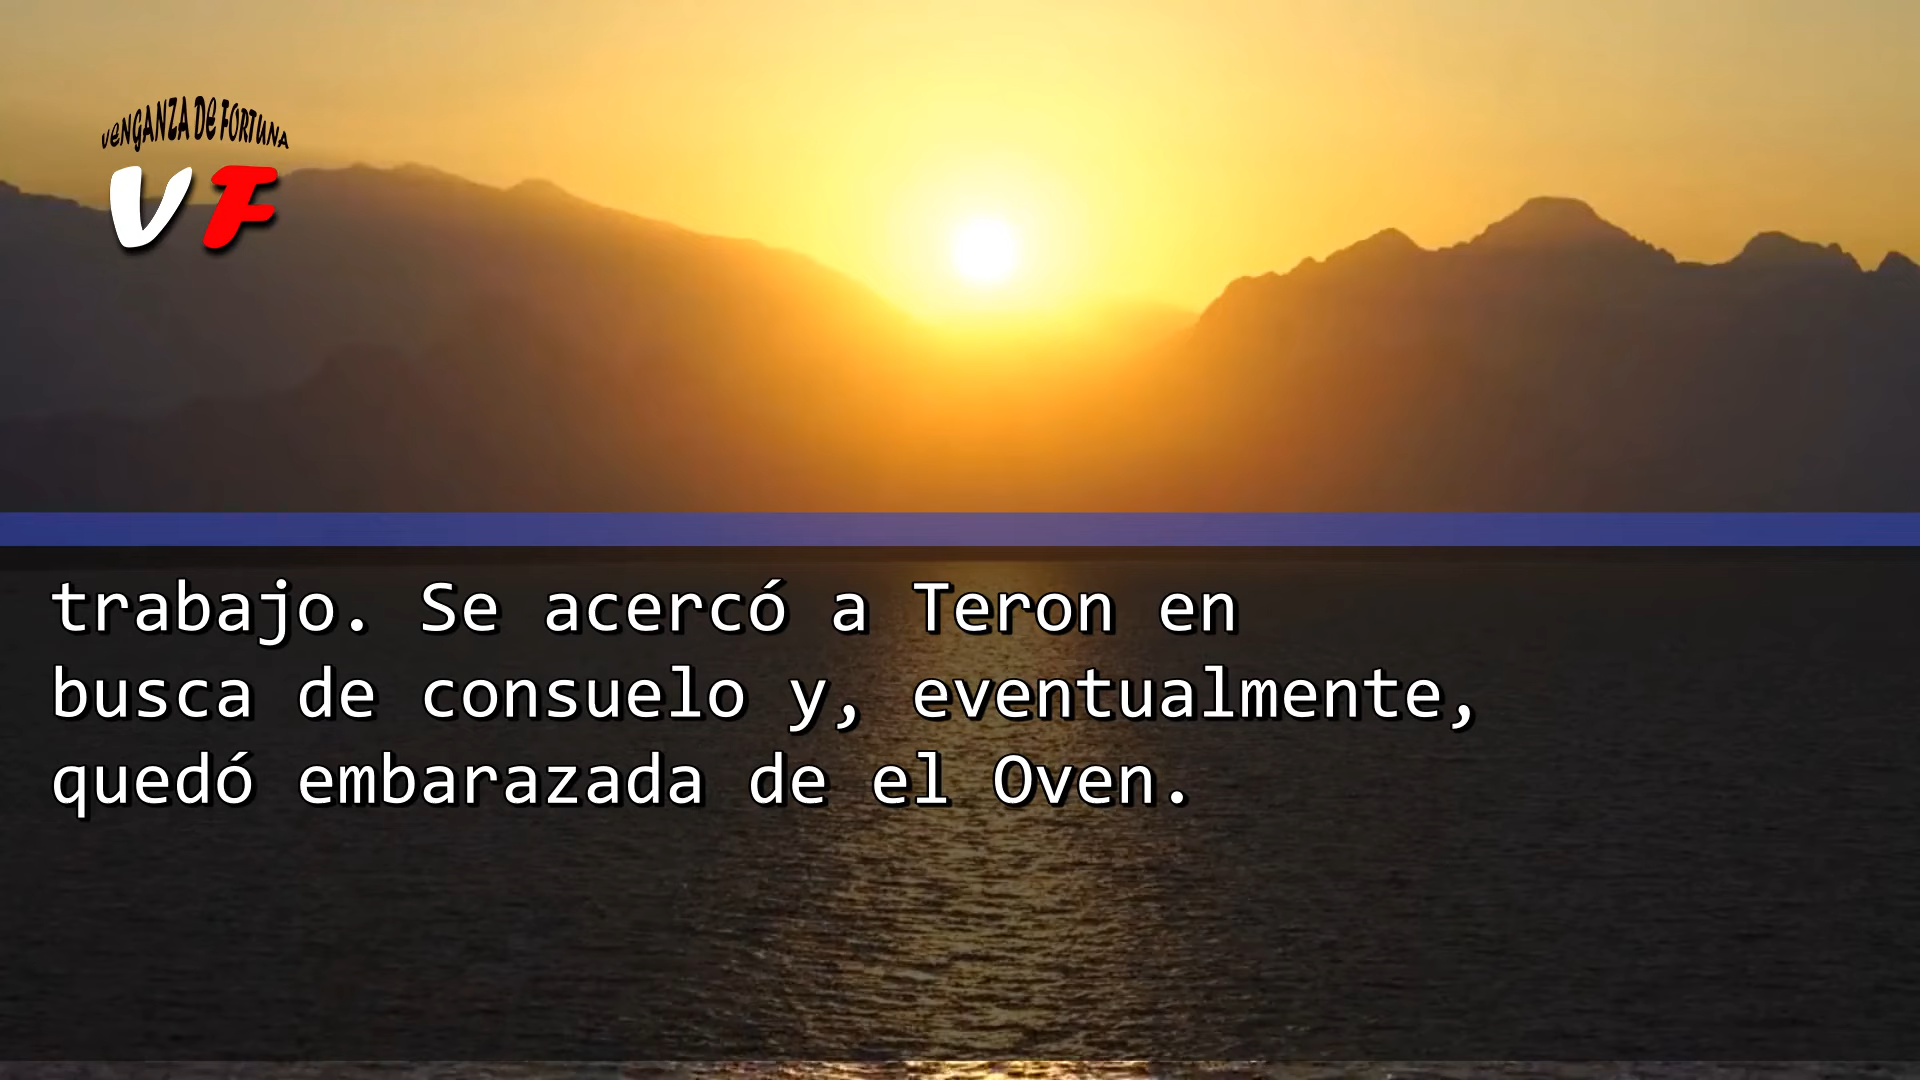 VENGANZA DE FORTUNA
VF
trabajo. Se acercó a Teron en
busca de consuelo y, eventualmente,
quedó embarazada de el Oven.